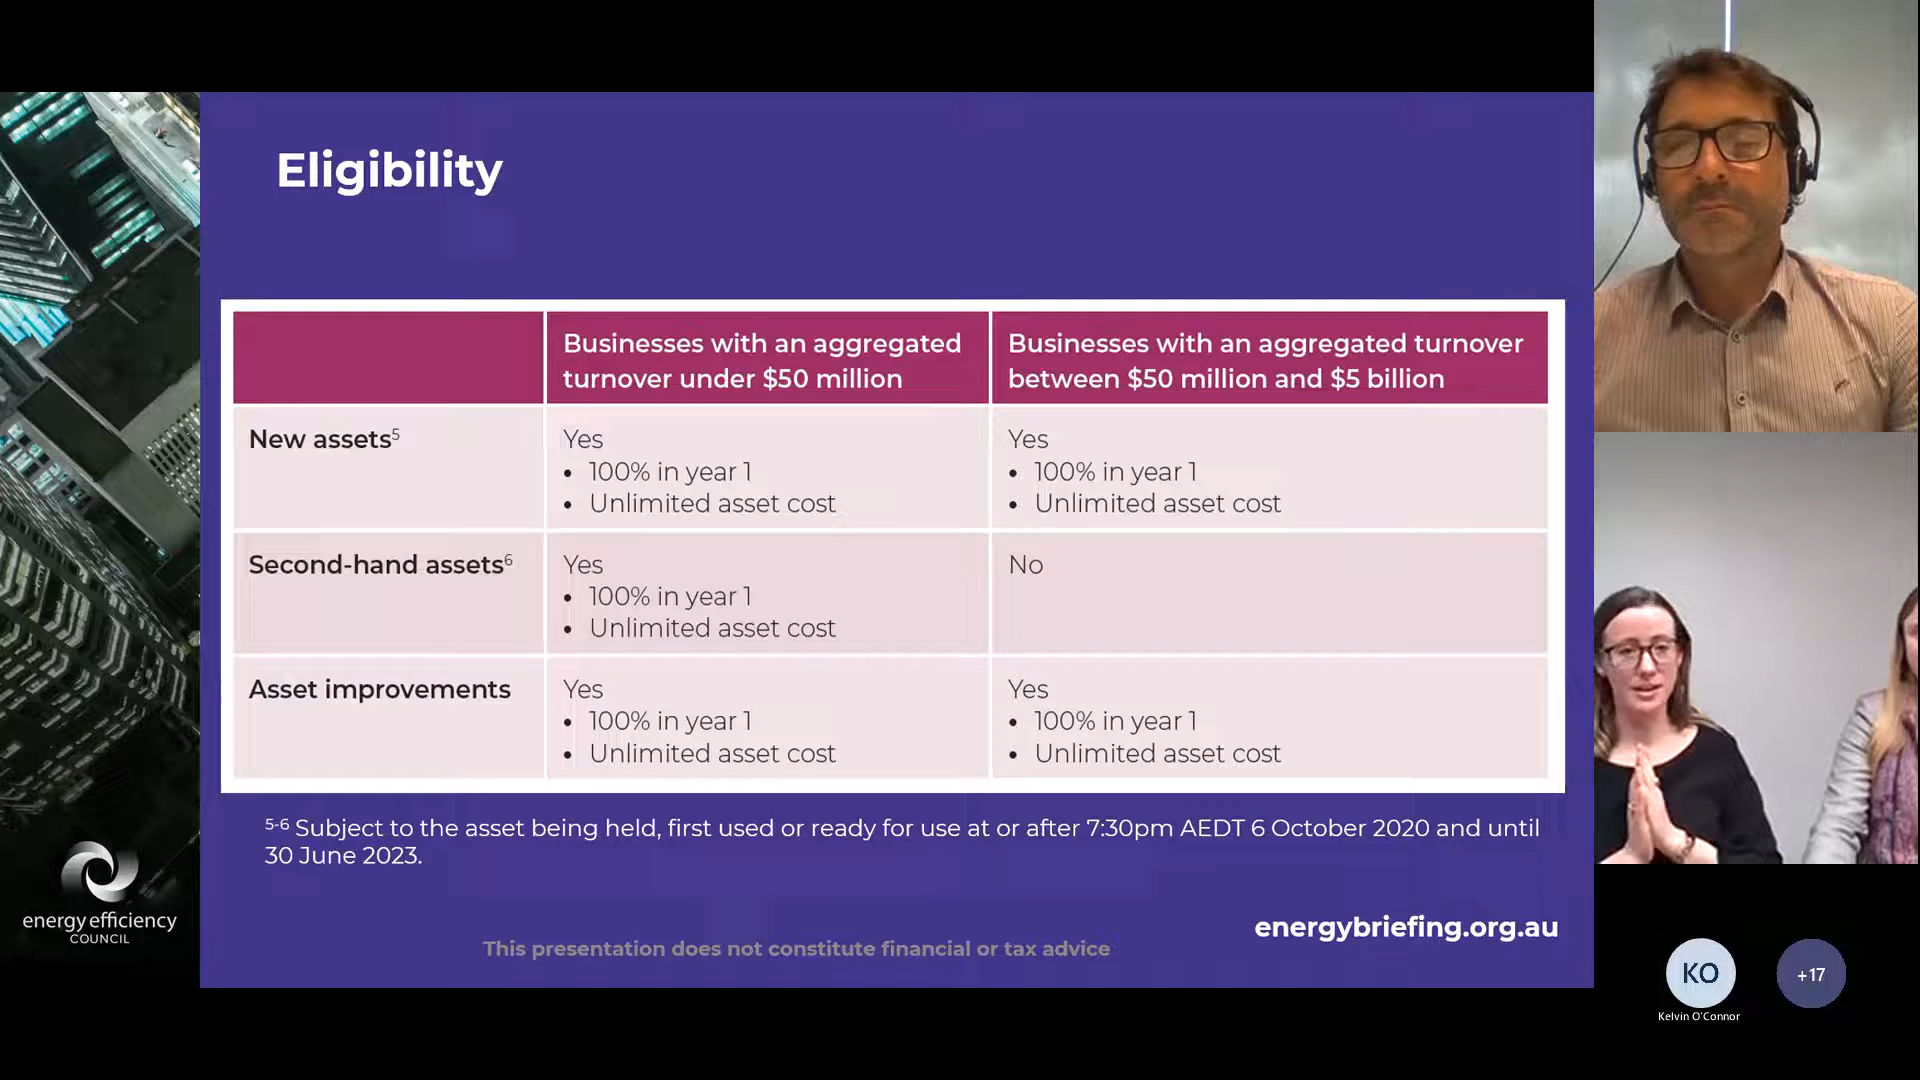 Eligibility
Businesses with an aggregated
turnover under $50 million
Businesses with an aggregated turnover
between $50 million and $5 billion
New assets5
Yes
• 100% in year 1
• Unlimited asset cost
Yes
• 100% in year 1
• Unlimited asset cost
Second-hand assets6
Yes
• 100% in year 1
• Unlimited asset cost
No
Asset improvements
Yes
• 100% in year 1
• Unlimited asset cost
Yes
• 100% in year 1
• Unlimited asset cost
5-6 Subject to the asset being held, first used or ready for use at or after 7:30pm AEDT 6 October 2020 and until
30 June 2023.
energy efficiency
COUNCIL
energybriefing.org.au
This presentation does not constitute financial or tax advice
KO
+17
Kelvin O'Connor